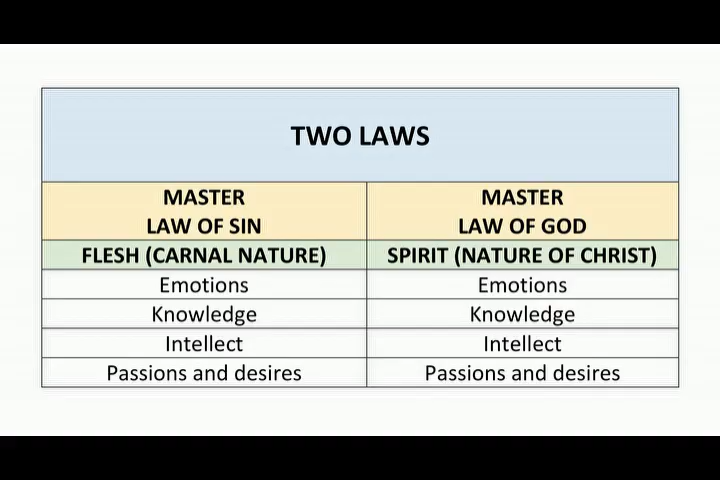 TWO LAWS
MASTER
LAW OF SIN
MASTER
LAW OF GOD
FLESH (CARNAL NATURE)
SPIRIT (NATURE OF CHRIST)
Emotions
Emotions
Knowledge
Knowledge
Intellect
Intellect
Passions and desires
Passions and desires